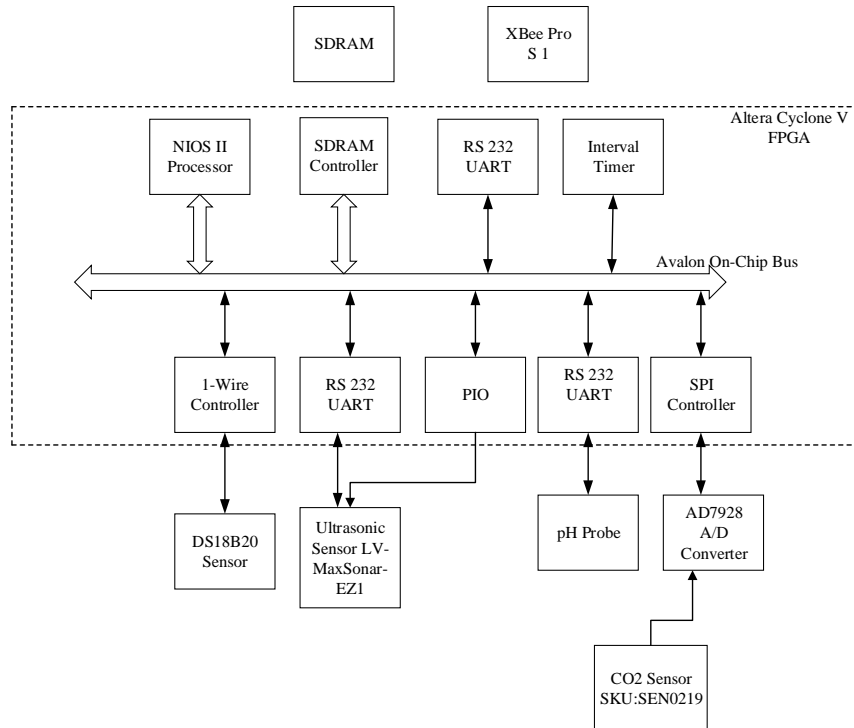 SDRAM
XBee Pro
S 1
Altera Cyclone V
FPGA
NIOS II
Processor
SDRAM
Controller
RS 232
UART
Interval
Timer
Avalon On-Chip Bus
1-Wire
Controller
RS 232
UART
PIO
RS 232
UART
SPI
Controller
DS18B20
Sensor
Ultrasonic
Sensor LV-
MaxSonar-
EZ1
pH Probe
AD7928
A/D
Converter
CO2 Sensor
SKU:SEN0219